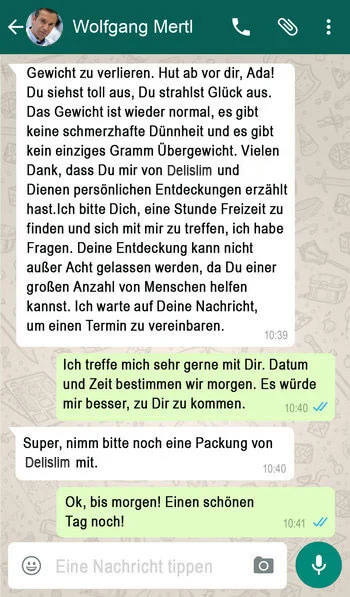 Wolfgang Mertl
Gewicht zu verlieren. Hut ab vor dir, Ada!
Du siehst toll aus, Du strahlst Glück aus.
Das Gewicht ist wieder normal, es gibt
keine schmerzhafte Dünnheit und es gibt
kein einziges Gramm Übergewicht. Vielen
Dank, dass Du mir von Delislim und
Dienen persönlichen Entdeckungen erzählt
hast.Ich bitte Dich, eine Stunde Freizeit zu
finden und sich mit mir zu treffen, ich habe
Fragen. Deine Entdeckung kann nicht
außer Acht gelassen werden, da Du einer
großen Anzahl von Menschen helfen
kannst. Ich warte auf Deine Nachricht,
um einen Termin zu vereinbaren.
10:39
Ich treffe mich sehr gerne mit Dir. Datum
und Zeit bestimmen wir morgen. Es würde
mir besser, zu Dir zu kommen.
10:40
Super, nimm bitte noch eine Packung von
Delislim mit.
10:40
Ok, bis morgen! Einen schönen
Tag noch!
10:41
Eine Nachricht tippen